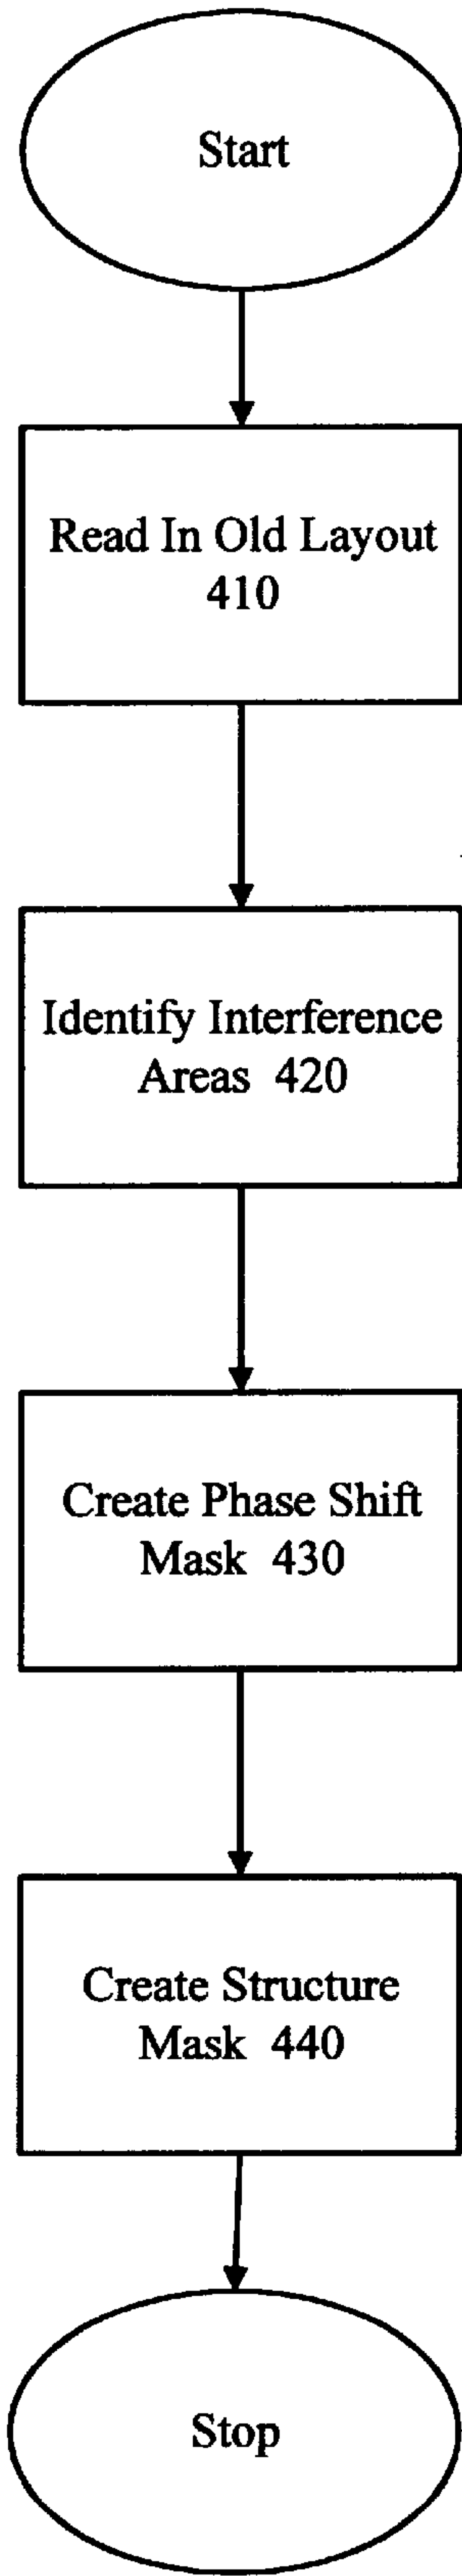 Start
Read In Old Layout
410
Identify Interference
Areas 420
Create Phase Shift
Mask 430
Create Structure
Mask 440
Stop